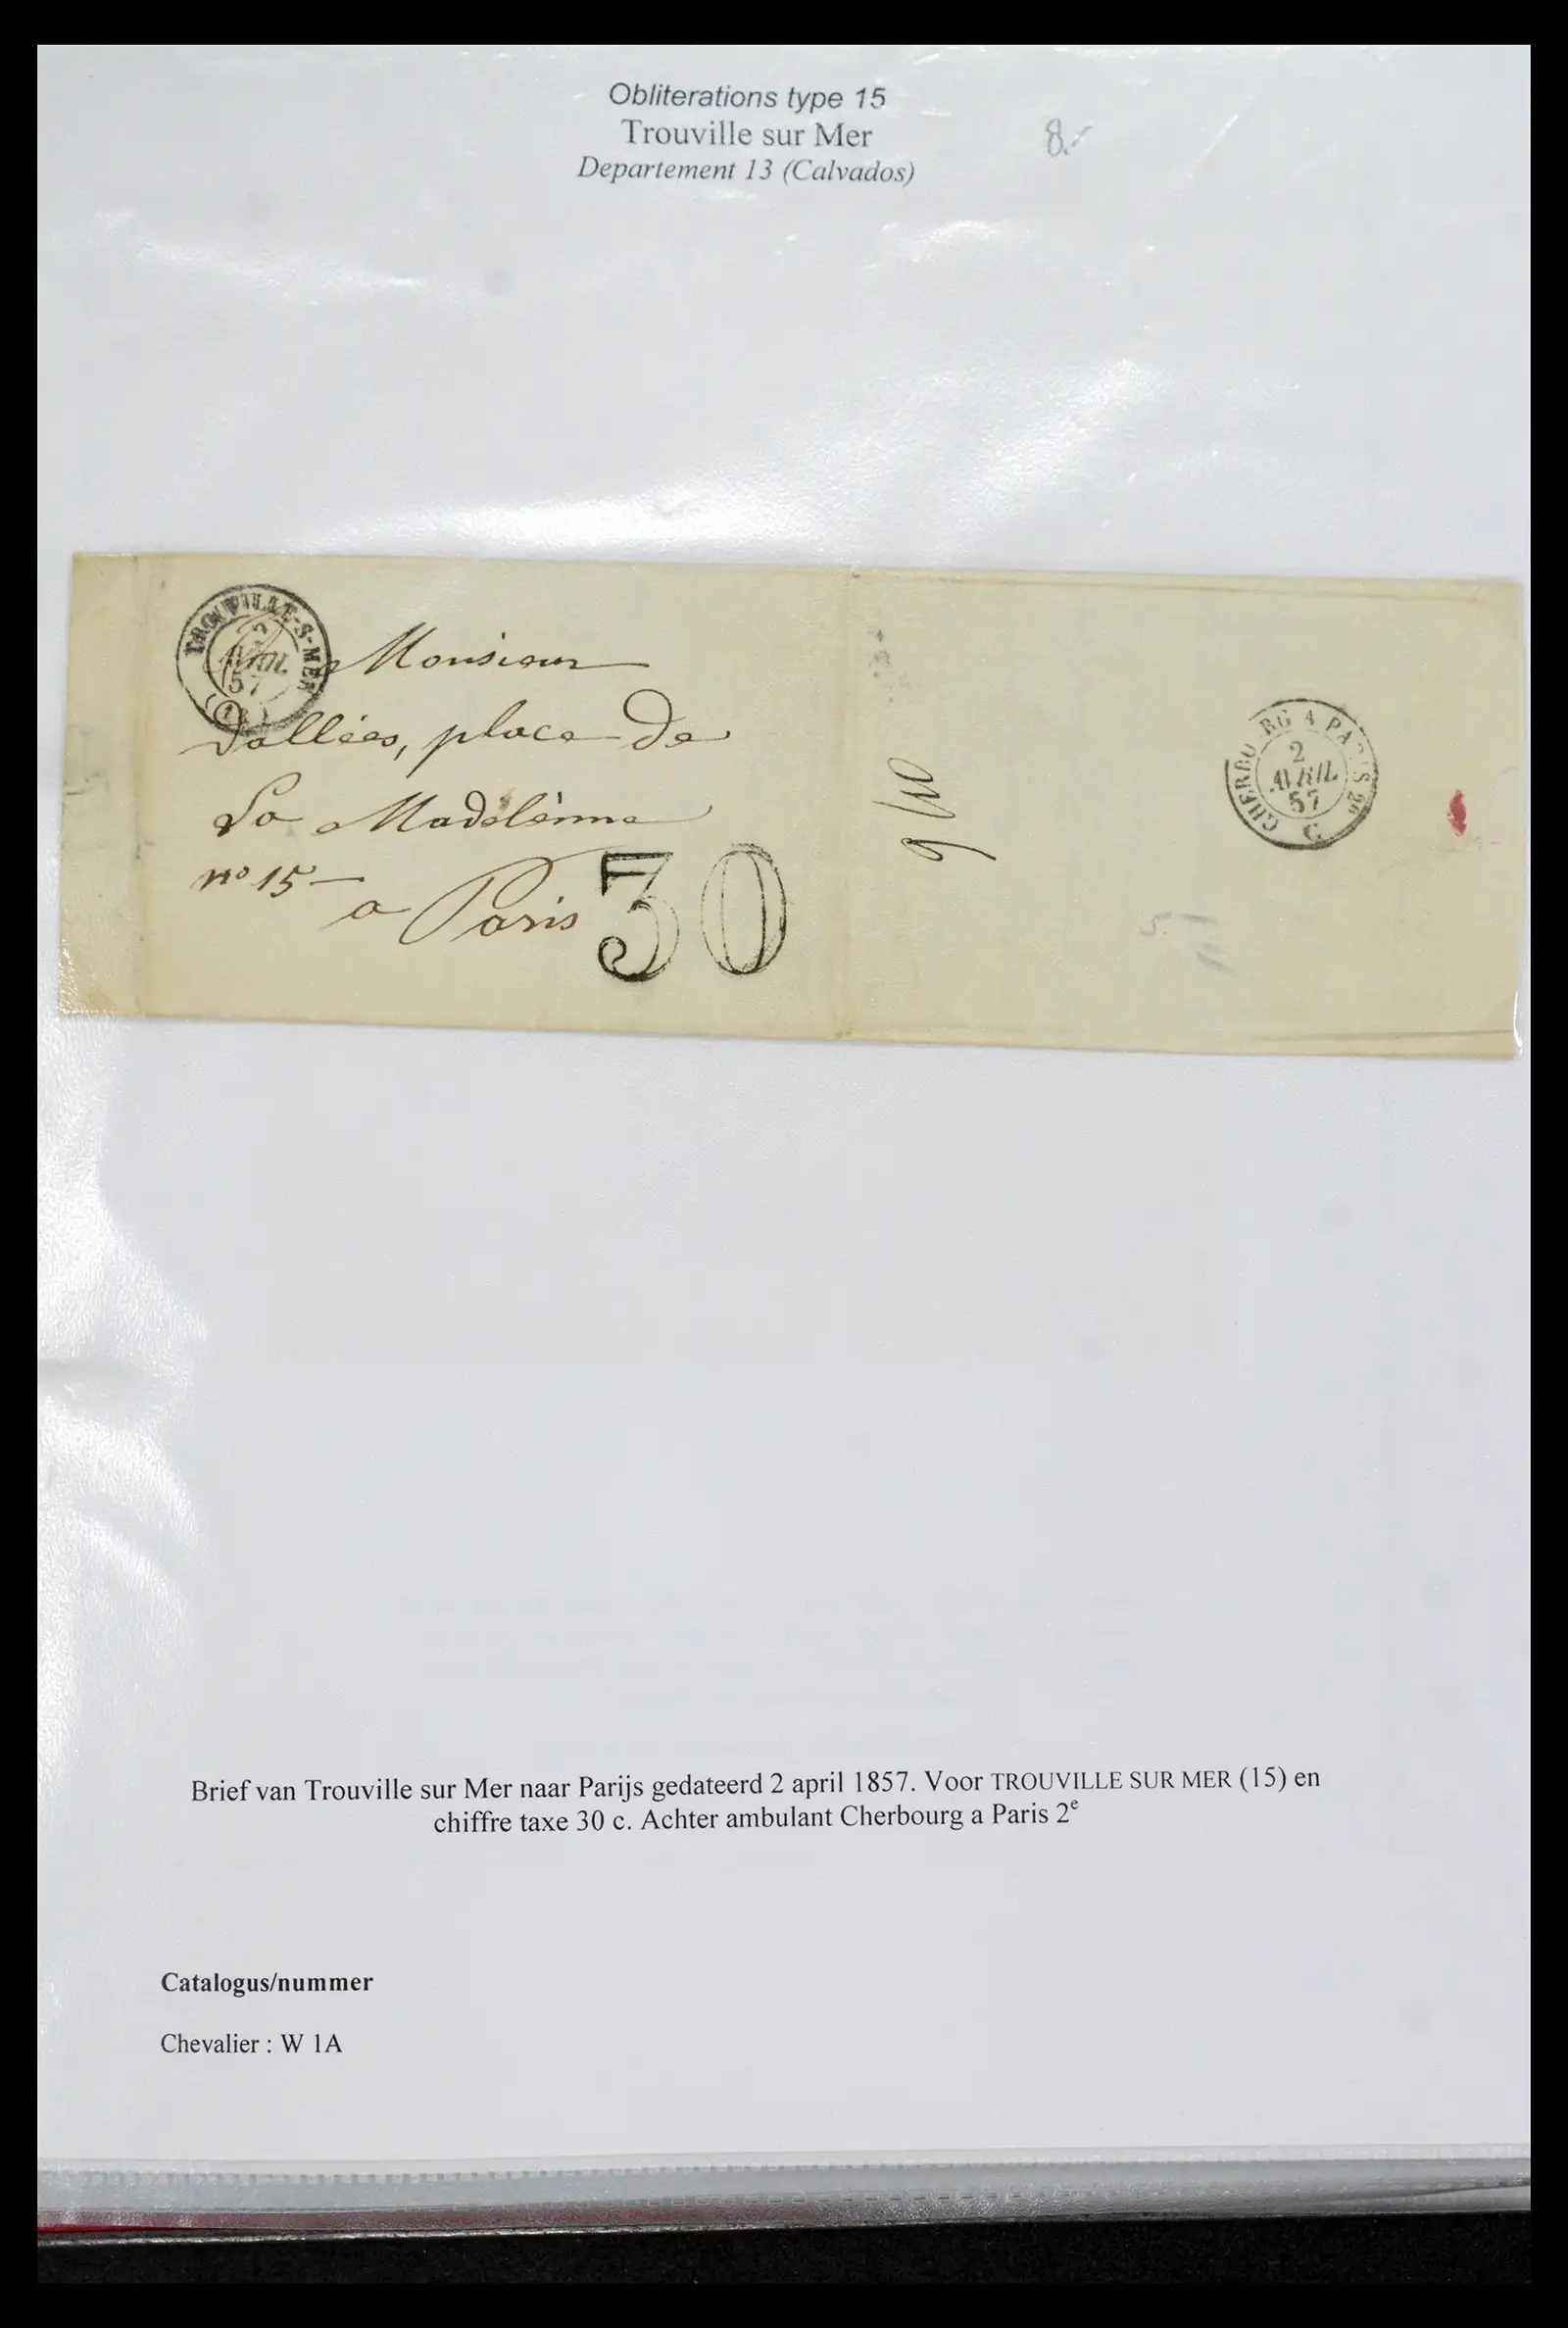 Obliterations type 15
Trouville sur Mer
Departement 13 (Calvados)
8.-
TROUVILLE-S-MER
2
AVRIL
57
Monsieur
Dallées, place de
La Madeleinne
no 15 —
a Paris
30
CHERBOURG A PARIS 2e
2
AVRIL
57
C
Brief van Trouville sur Mer naar Parijs gedateerd 2 april 1857. Voor TROUVILLE SUR MER (15) en
chiffre taxe 30 c. Achter ambulant Cherbourg a Paris 2e
Catalogus/nummer
Chevalier : W 1A